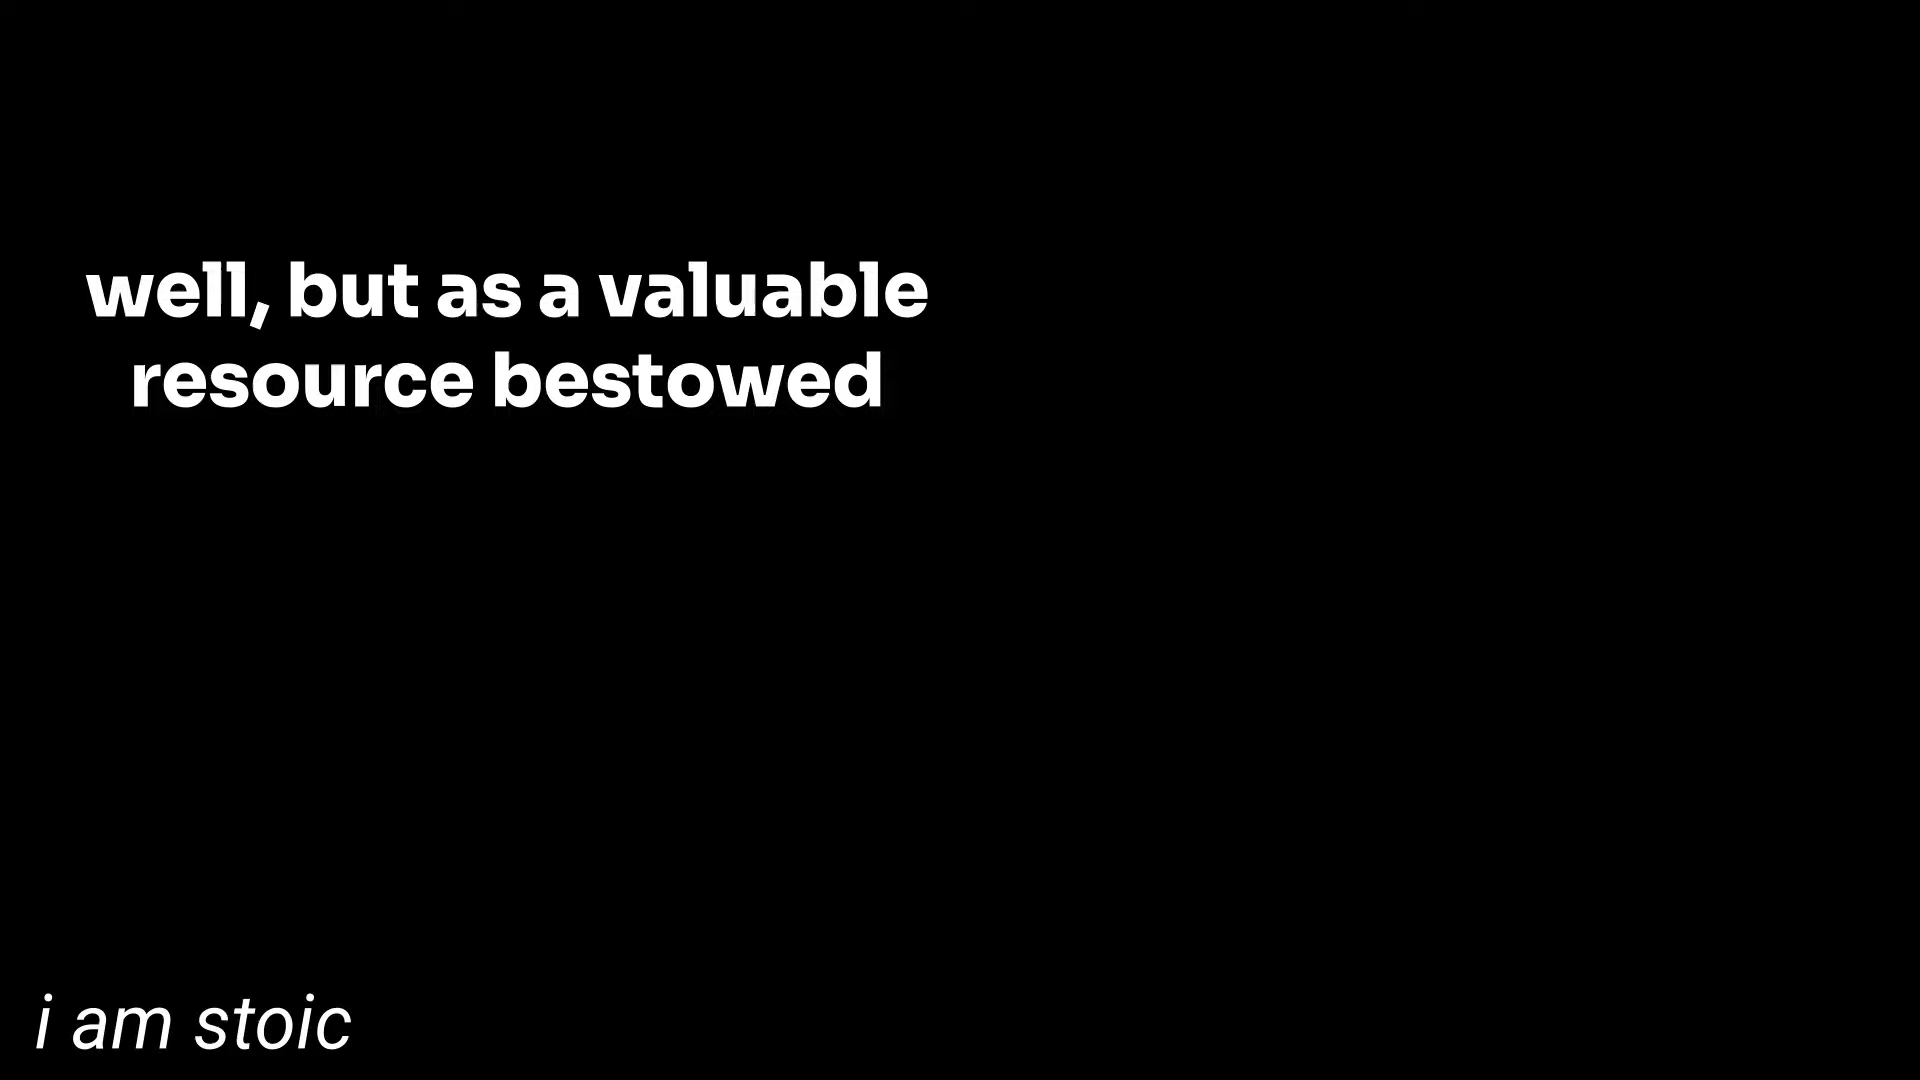 well, but as a valuable
resource bestowed
i am stoic